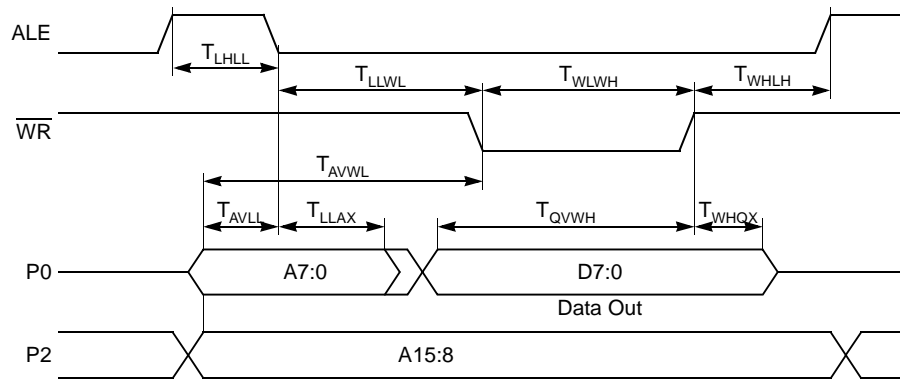 ALE
T_LHLL
T_LLWL
T_WLWH
T_WHLH
W̅R̅
T_AVWL
T_AVLL
T_LLAX
T_QVWH
T_WHQX
P0
A7:0
D7:0
Data Out
P2
A15:8